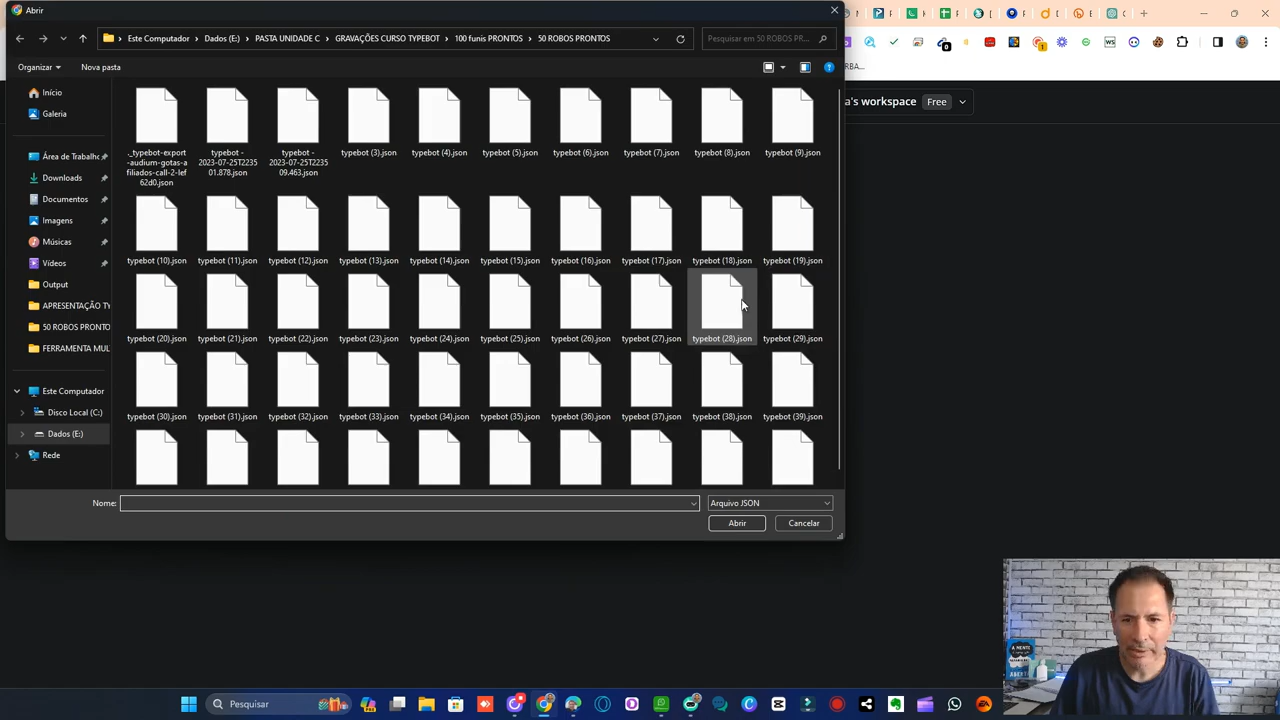 Abrir
Este Computador
Dados (E:)
PASTA UNIDADE C
GRAVAÇÕES CURSO TYPEBOT
100 funis PRONTOS
50 ROBOS PRONTOS
Pesquisar em 50 ROBOS PR...
Organizar
Nova pasta
a's workspace
Free
Início
Galeria
Área de Trabalho
Downloads
Documentos
Imagens
Músicas
Vídeos
Output
APRESENTAÇÃO TY
50 ROBOS PRONTO
FERRAMENTA MUL
Este Computador
Disco Local (C:)
Dados (E:)
Rede
._typebot-export
-audium-gotas-a
filiados-call-2-lef
62d0.json
typebot -
2023-07-25T2235
01.878.json
typebot -
2023-07-25T2235
09.463.json
typebot (3).json
typebot (4).json
typebot (5).json
typebot (6).json
typebot (7).json
typebot (8).json
typebot (9).json
typebot (10).json
typebot (11).json
typebot (12).json
typebot (13).json
typebot (14).json
typebot (15).json
typebot (16).json
typebot (17).json
typebot (18).json
typebot (19).json
typebot (20).json
typebot (21).json
typebot (22).json
typebot (23).json
typebot (24).json
typebot (25).json
typebot (26).json
typebot (27).json
typebot (28).json
typebot (29).json
typebot (30).json
typebot (31).json
typebot (32).json
typebot (33).json
typebot (34).json
typebot (35).json
typebot (36).json
typebot (37).json
typebot (38).json
typebot (39).json
Nome:
Arquivo JSON
Abrir
Cancelar
Pesquisar
A MENTE